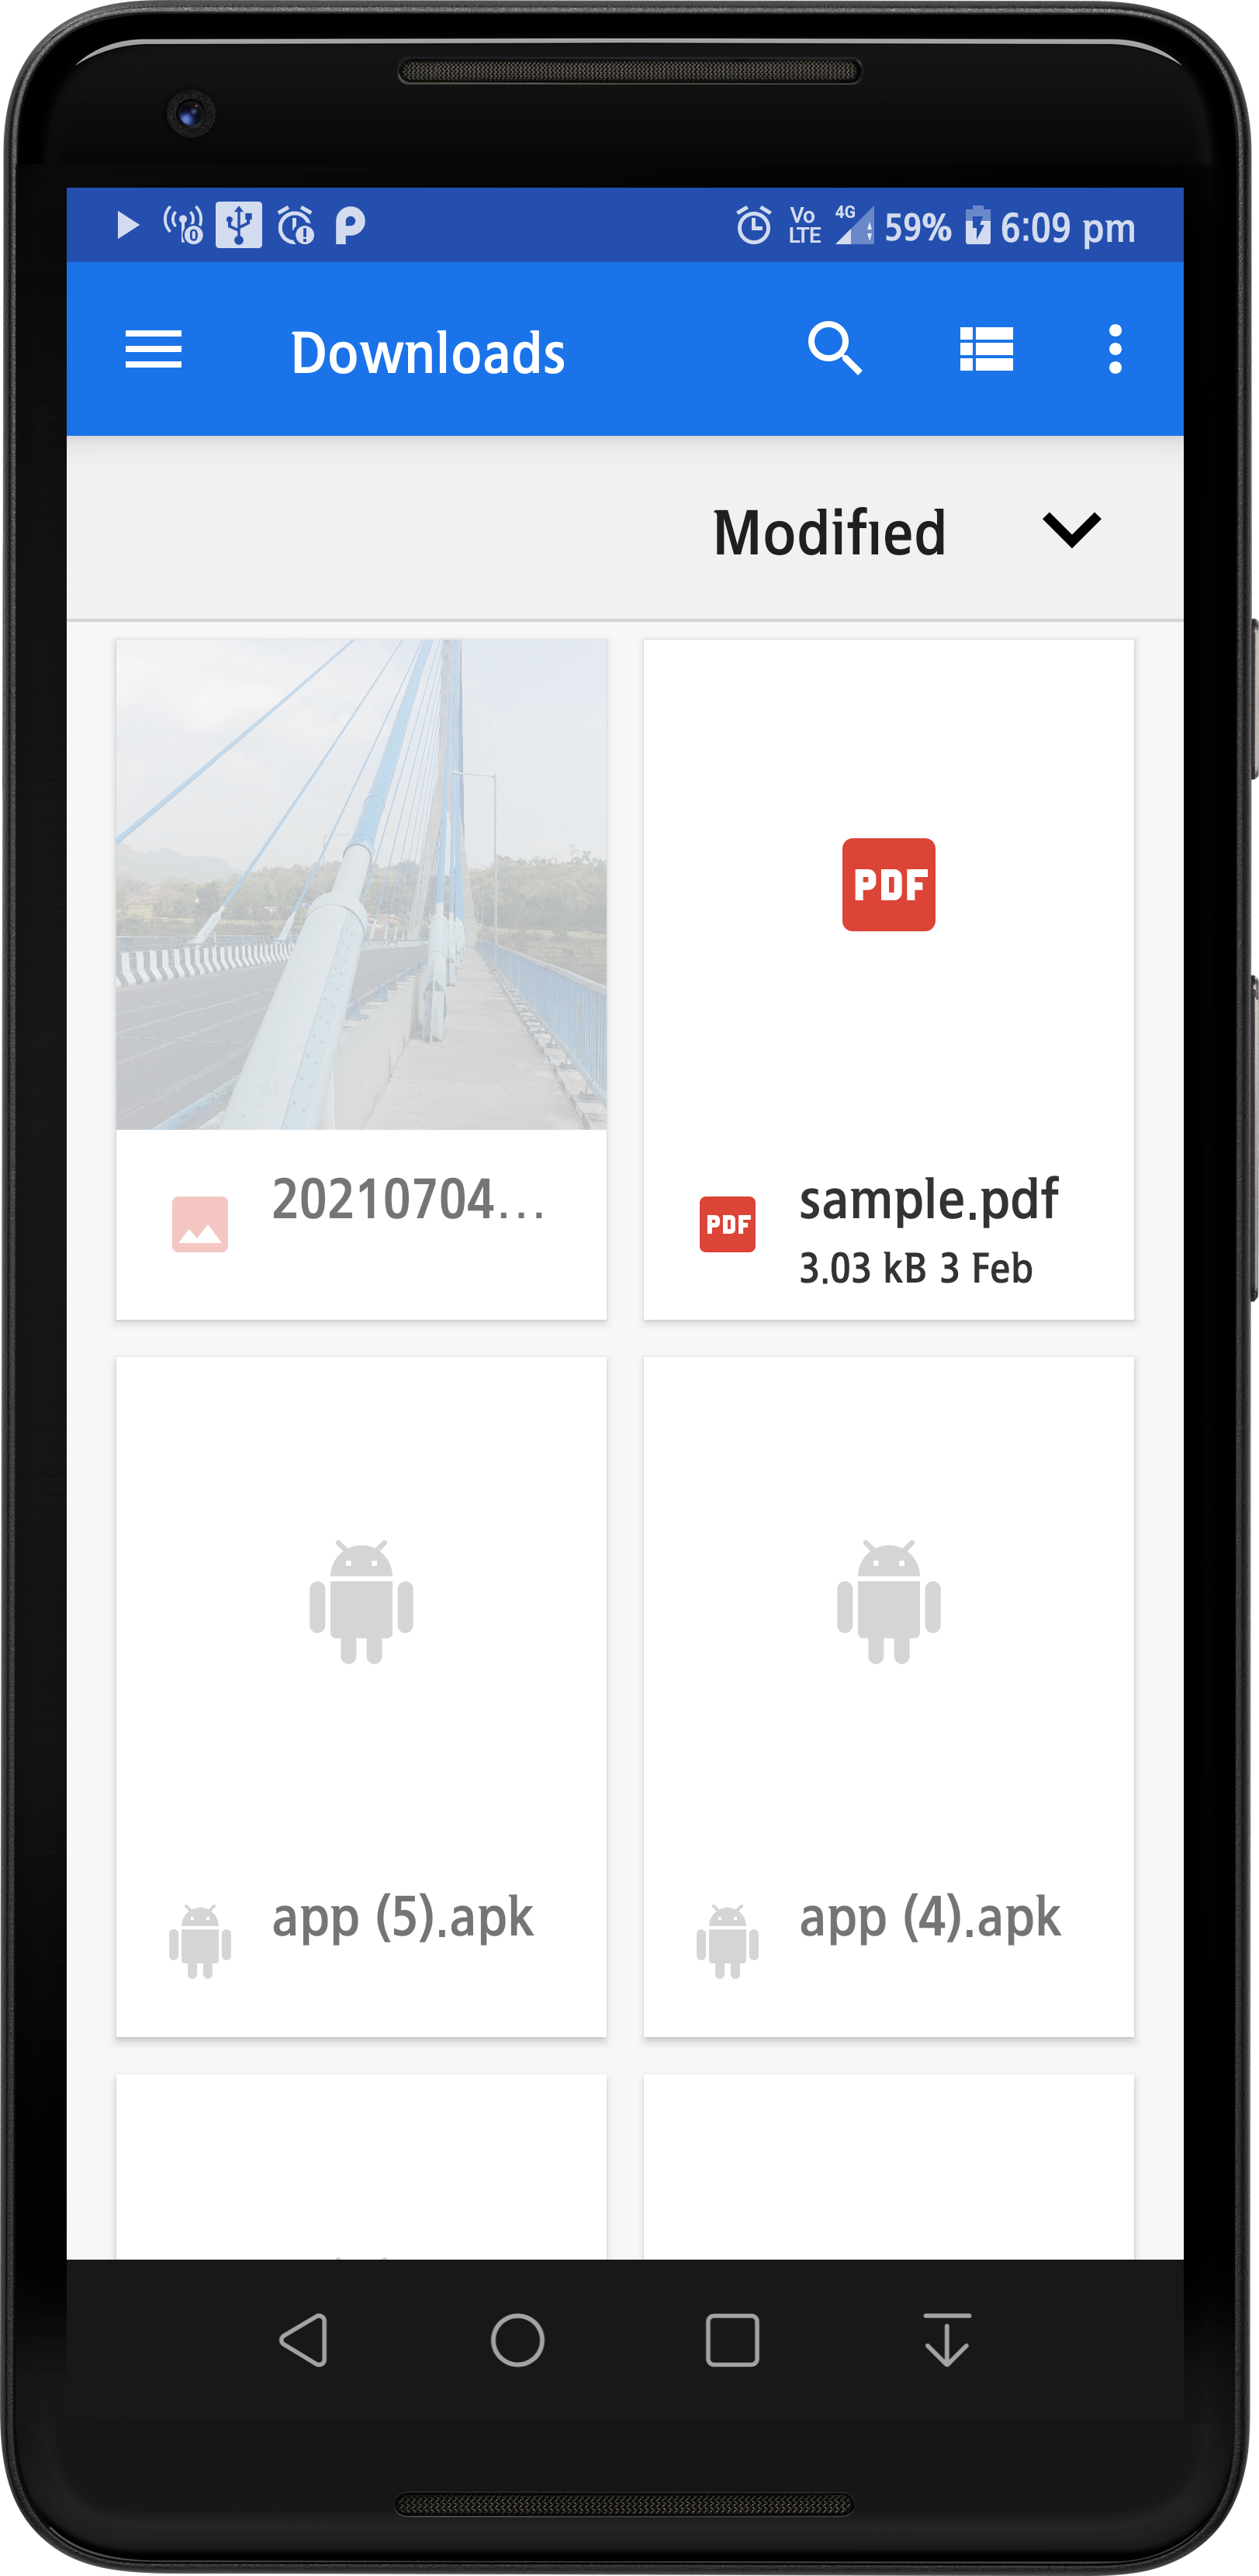 Vo
LTE
4G
59%
6:09 pm
Downloads
Modified
PDF
20210704...
PDF
sample.pdf
3.03 kB 3 Feb
app (5).apk
app (4).apk